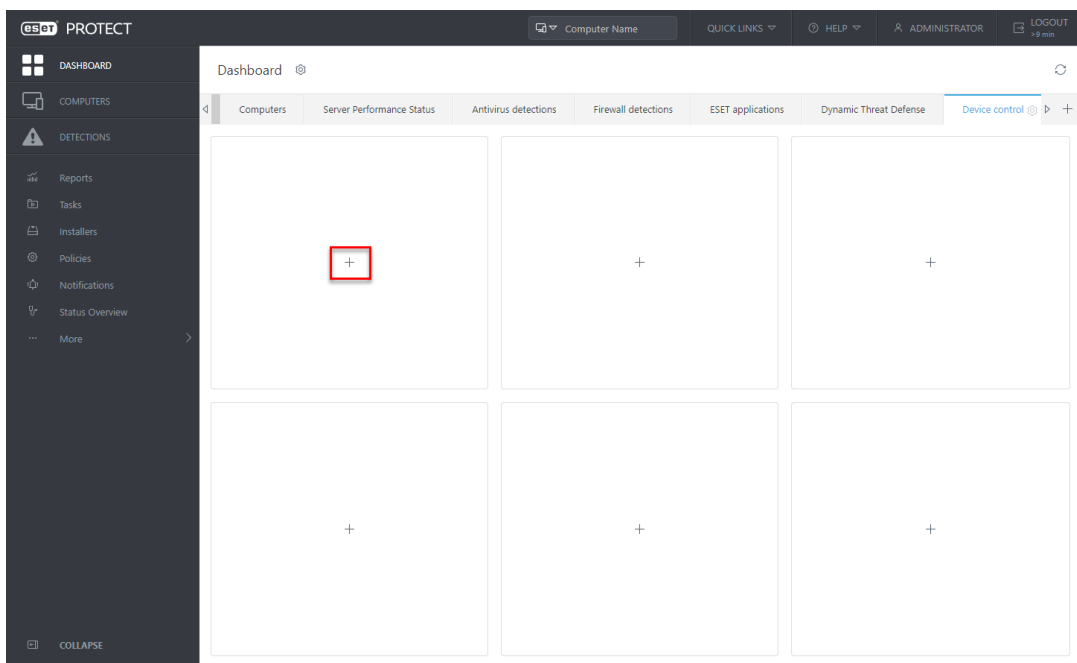 eset PROTECT
Computer Name
QUICK LINKS
HELP
ADMINISTRATOR
LOGOUT
>9 min
DASHBOARD
COMPUTERS
DETECTIONS
Reports
Tasks
Installers
Policies
Notifications
Status Overview
More
COLLAPSE
Dashboard
Computers
Server Performance Status
Antivirus detections
Firewall detections
ESET applications
Dynamic Threat Defense
Device control